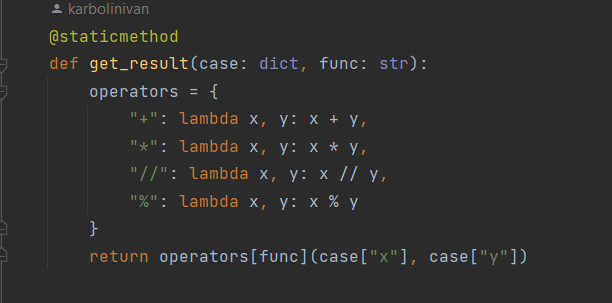 karbolinivan
@staticmethod
def get_result(case: dict, func: str):
    operators = {
        "+": lambda x, y: x + y,
        "*": lambda x, y: x * y,
        "//": lambda x, y: x // y,
        "%": lambda x, y: x % y
    }
    return operators[func](case["x"], case["y"])